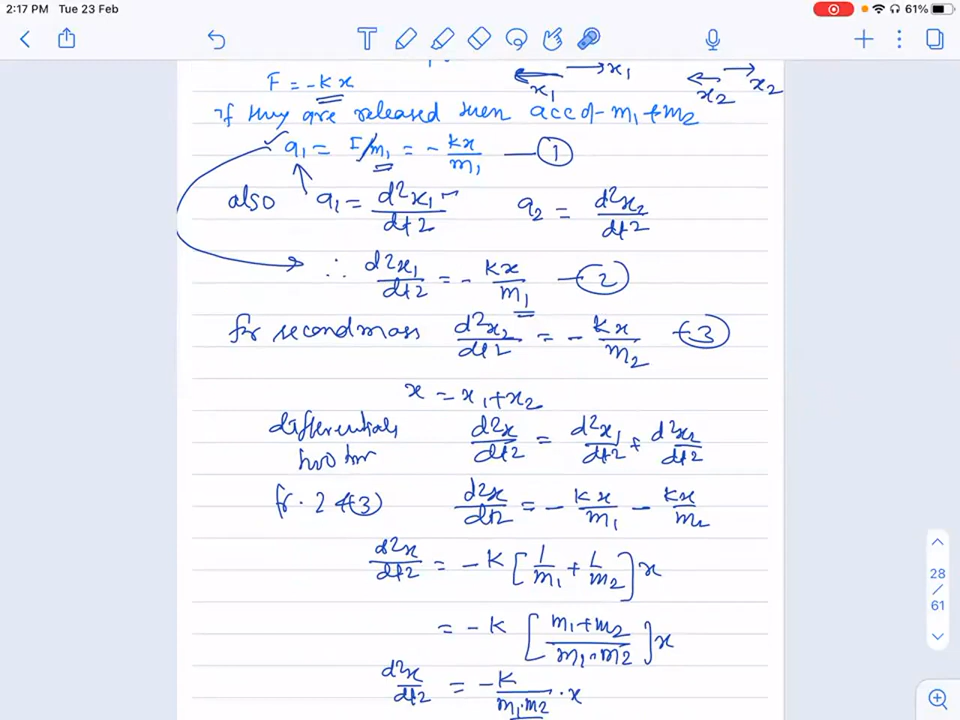 2:17 PM Tue 23 Feb
61%
T
F = -Kx
x1 x1 x2 x2
if they are released then acc of m1 + m2
a1 = F/m1 = - kx/m1 — 1
also a1 = d2x1/dt2 a2 = d2x2/dt2
∴ d2x1/dt2 = - kx/m1 — 2
for second mass d2x2/dt2 = - kx/m2 — 3
x = x1 + x2
differentials d2x/dt2 = d2x1/dt2 + d2x2/dt2
two
fr. 2 & 3 d2x/dt2 = - kx/m1 - kx/m2
d2x/dt2 = - K [1/m1 + 1/m2] x
= - K [m1+m2/m1·m2] x
d2x/dt2 = -K/m1·m2 · x
28
/
61